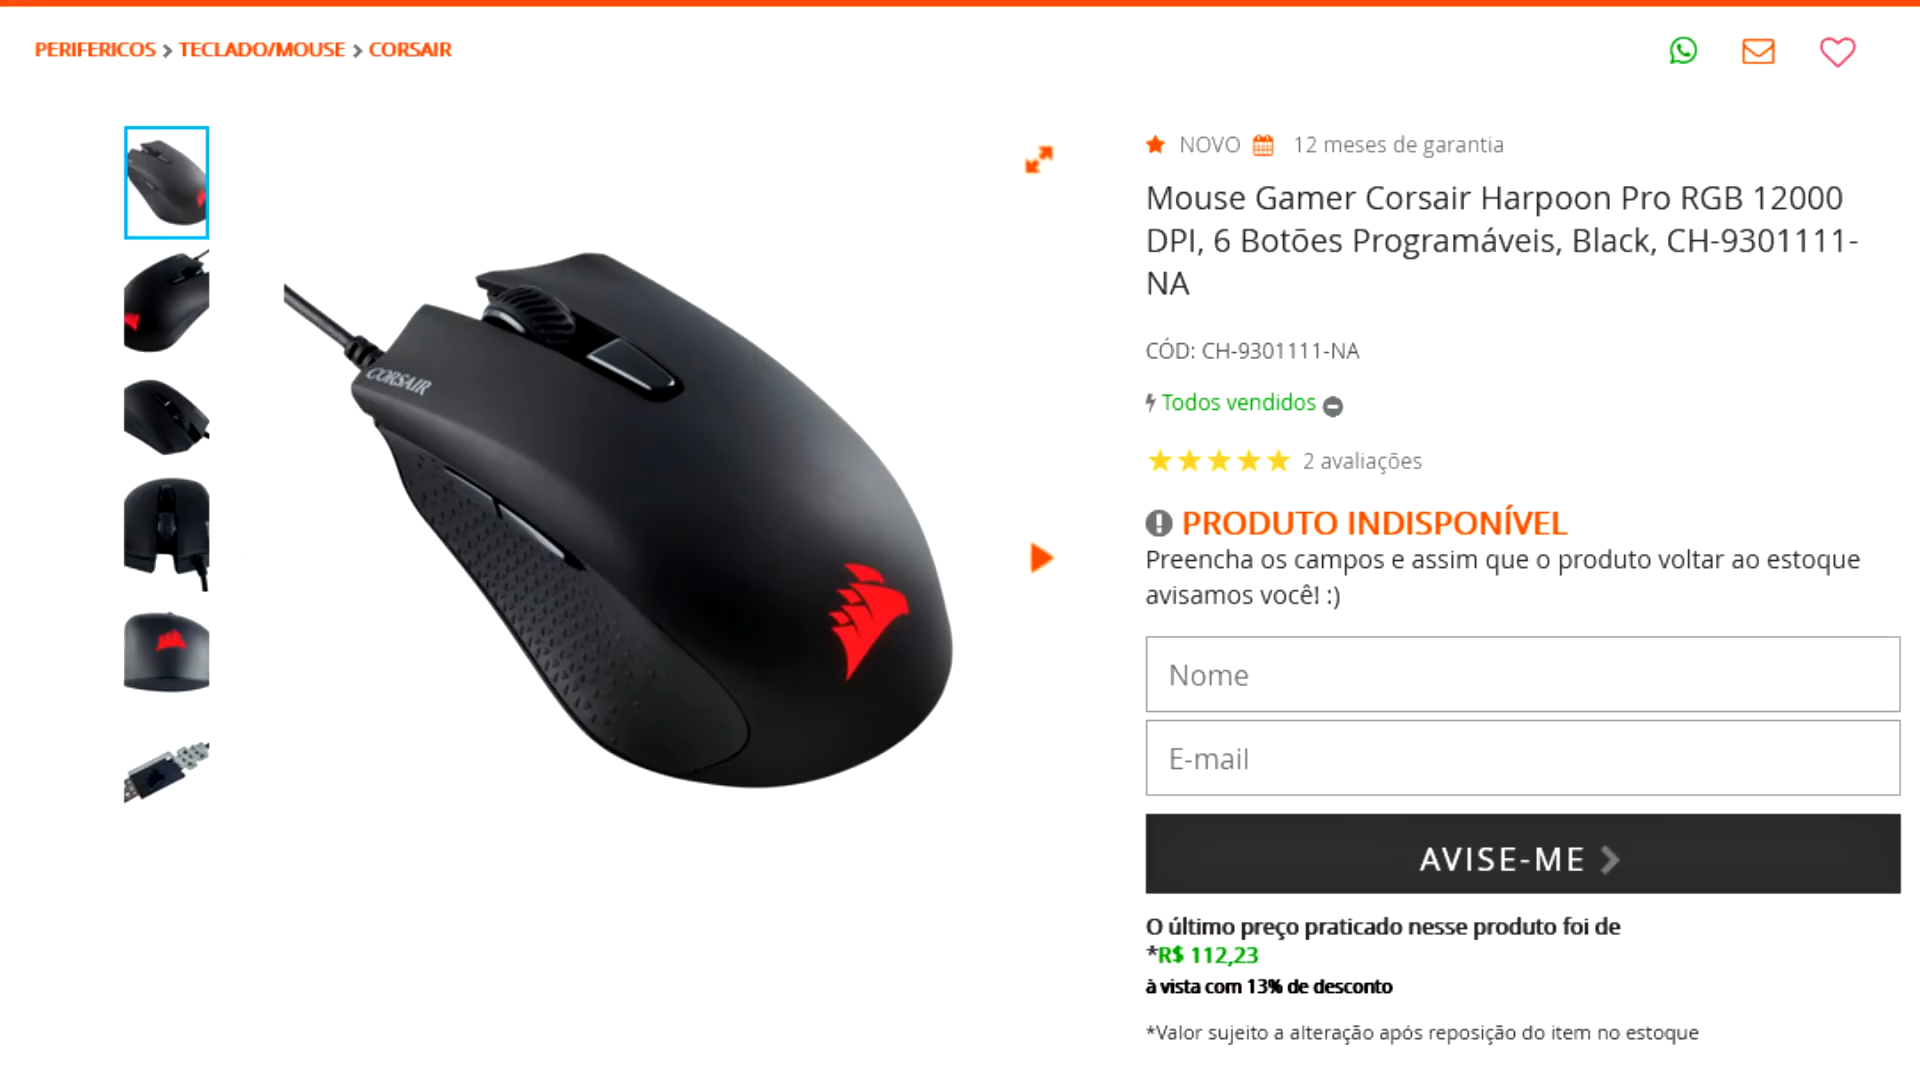 PERIFERICOS > TECLADO/MOUSE > CORSAIR
NOVO 12 meses de garantia
Mouse Gamer Corsair Harpoon Pro RGB 12000
DPI, 6 Botões Programáveis, Black, CH-9301111-
NA
CÓD: CH-9301111-NA
Todos vendidos
2 avaliações
PRODUTO INDISPONÍVEL
Preencha os campos e assim que o produto voltar ao estoque
avisamos você! :)
Nome
E-mail
AVISE-ME
O último preço praticado nesse produto foi de
*R$ 112,23
à vista com 13% de desconto
*Valor sujeito a alteração após reposição do item no estoque
CORSAIR